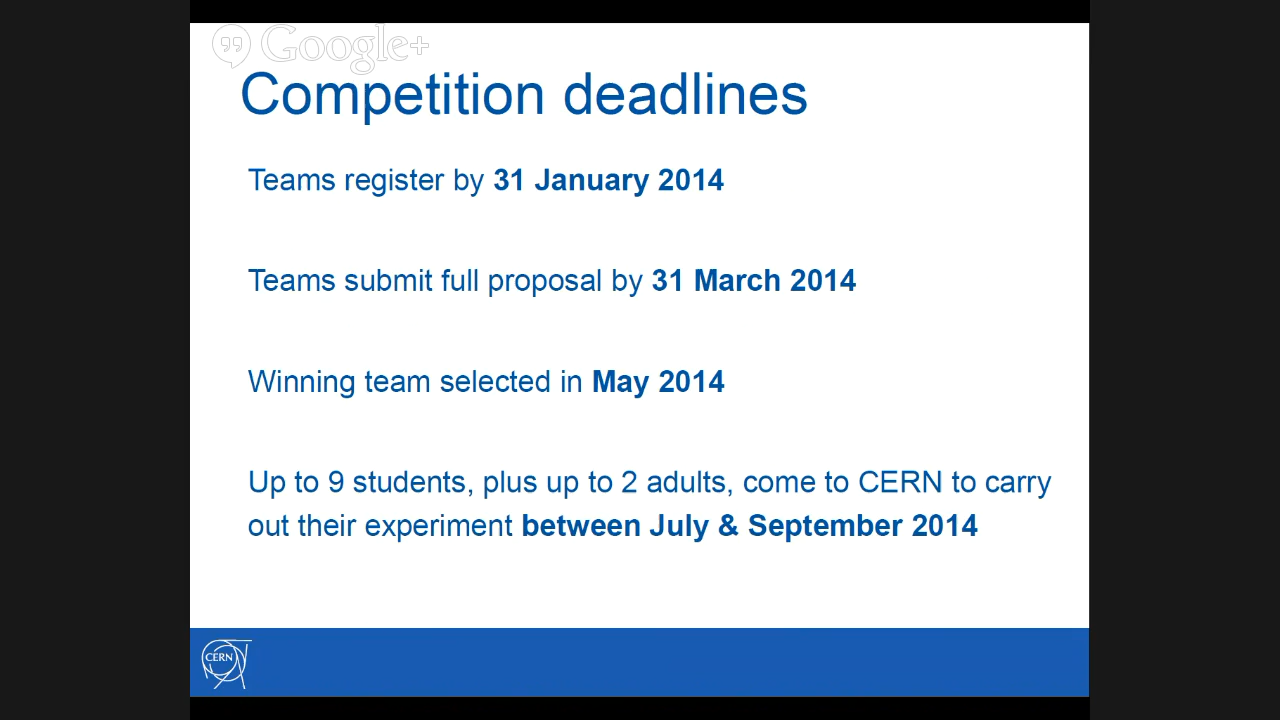 Google+
Competition deadlines
Teams register by 31 January 2014
Teams submit full proposal by 31 March 2014
Winning team selected in May 2014
Up to 9 students, plus up to 2 adults, come to CERN to carry
out their experiment between July & September 2014
CERN